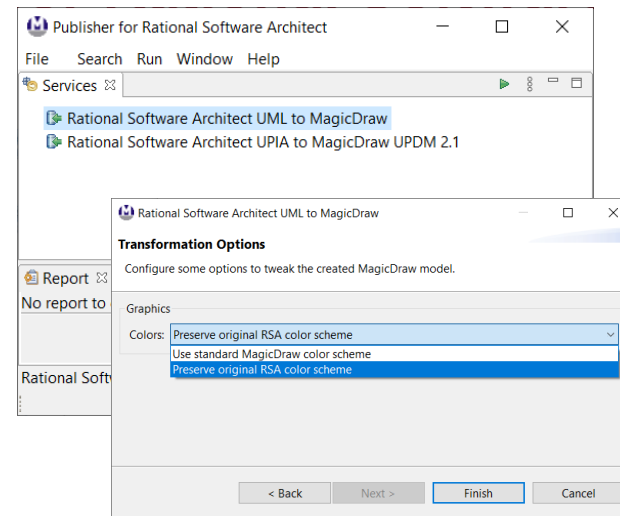 Publisher for Rational Software Architect
File Search Run Window Help
Services
Rational Software Architect UML to MagicDraw
Rational Software Architect UPIA to MagicDraw UPDM 2.1
Rational Software Architect UML to MagicDraw
Transformation Options
Configure some options to tweak the created MagicDraw model.
Report
No report to
Graphics
Colors: Preserve original RSA color scheme
Use standard MagicDraw color scheme
Preserve original RSA color scheme
Rational
< Back Next > Finish Cancel